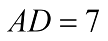 AD = 7